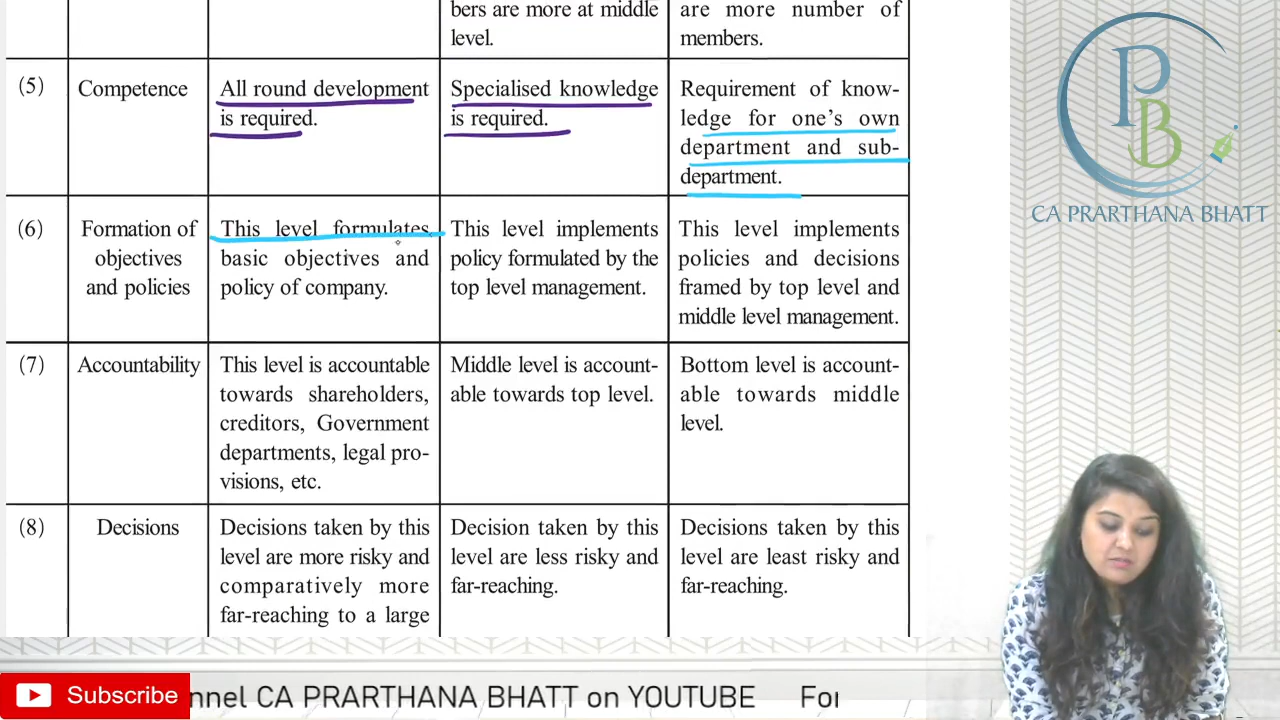 bers are more at middle
level.
are more number of
members.
(5)
Competence
All round development
is required.
Specialised knowledge
is required.
Requirement of know-
ledge for one's own
department and sub-
department.
(6)
Formation of
objectives
and policies
This level formulates
basic objectives and
policy of company.
This level implements
policy formulated by the
top level management.
This level implements
policies and decisions
framed by top level and
middle level management.
(7)
Accountability
This level is accountable
towards shareholders,
creditors, Government
departments, legal pro-
visions, etc.
Middle level is account-
able towards top level.
Bottom level is account-
able towards middle
level.
(8)
Decisions
Decisions taken by this
level are more risky and
comparatively more
far-reaching to a large
Decision taken by this
level are less risky and
far-reaching.
Decisions taken by this
level are least risky and
far-reaching.
PB
CA PRARTHANA BHATT
Subscribe
nnel CA PRARTHANA BHATT on YOUTUBE For